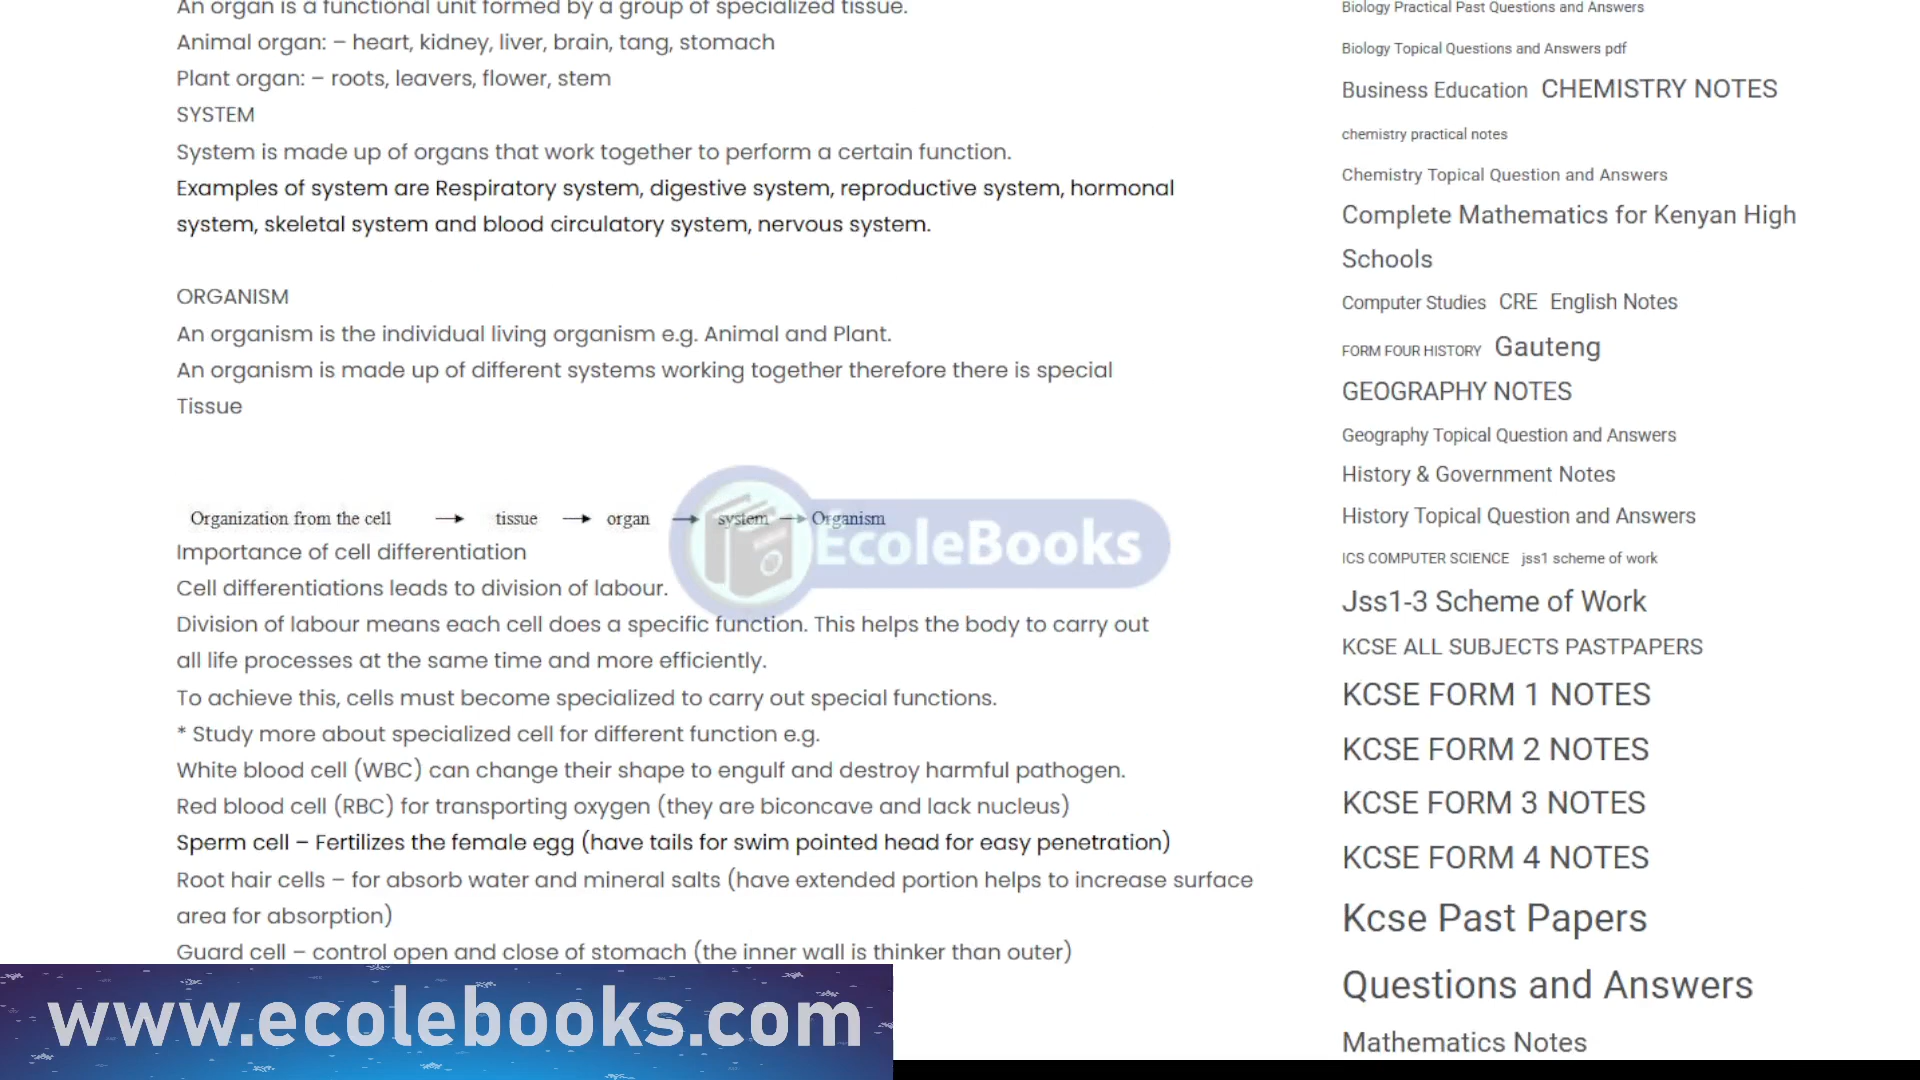 An organ is a functional unit formed by a group of specialized tissue.
Animal organ: – heart, kidney, liver, brain, tang, stomach
Plant organ: – roots, leavers, flower, stem
SYSTEM
System is made up of organs that work together to perform a certain function.
Examples of system are Respiratory system, digestive system, reproductive system, hormonal
system, skeletal system and blood circulatory system, nervous system.
ORGANISM
An organism is the individual living organism e.g. Animal and Plant.
An organism is made up of different systems working together therefore there is special
Tissue
Organization from the cell → tissue → organ → system → Organism
EcoleBooks
Importance of cell differentiation
Cell differentiations leads to division of labour.
Division of labour means each cell does a specific function. This helps the body to carry out
all life processes at the same time and more efficiently.
To achieve this, cells must become specialized to carry out special functions.
* Study more about specialized cell for different function e.g.
White blood cell (WBC) can change their shape to engulf and destroy harmful pathogen.
Red blood cell (RBC) for transporting oxygen (they are biconcave and lack nucleus)
Sperm cell – Fertilizes the female egg (have tails for swim pointed head for easy penetration)
Root hair cells – for absorb water and mineral salts (have extended portion helps to increase surface
area for absorption)
Guard cell – control open and close of stomach (the inner wall is thinker than outer)
www.ecolebooks.com
Biology Practical Past Questions and Answers
Biology Topical Questions and Answers pdf
Business Education CHEMISTRY NOTES
chemistry practical notes
Chemistry Topical Question and Answers
Complete Mathematics for Kenyan High
Schools
Computer Studies CRE English Notes
FORM FOUR HISTORY Gauteng
GEOGRAPHY NOTES
Geography Topical Question and Answers
History & Government Notes
History Topical Question and Answers
ICS COMPUTER SCIENCE jss1 scheme of work
Jss1-3 Scheme of Work
KCSE ALL SUBJECTS PASTPAPERS
KCSE FORM 1 NOTES
KCSE FORM 2 NOTES
KCSE FORM 3 NOTES
KCSE FORM 4 NOTES
Kcse Past Papers
Questions and Answers
Mathematics Notes